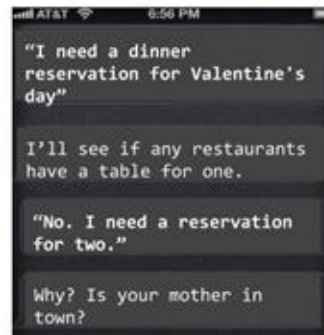 AT&T 6:56 PM
“I need a dinner
reservation for Valentine's
day”
I’ll see if any restaurants
have a table for one.
“No. I need a reservation
for two.”
Why? Is your mother in
town?